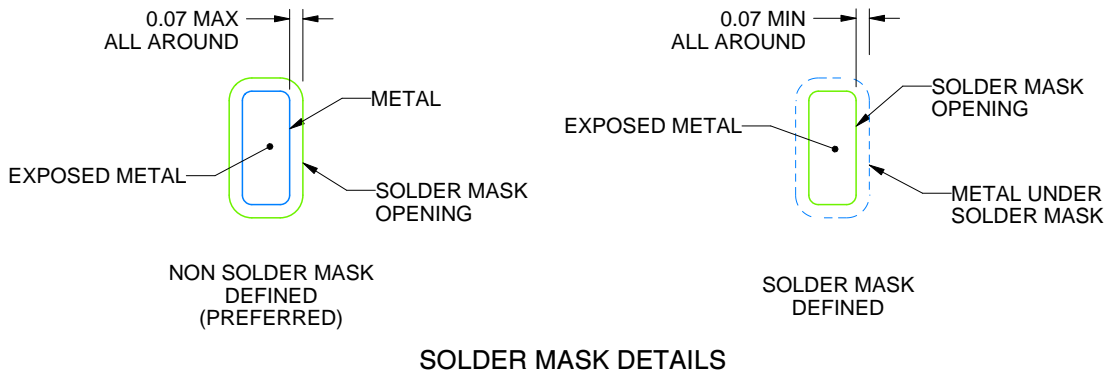 0.07 MAX
ALL AROUND
METAL
EXPOSED METAL
SOLDER MASK
OPENING
NON SOLDER MASK
DEFINED
(PREFERRED)
0.07 MIN
ALL AROUND
SOLDER MASK
OPENING
EXPOSED METAL
METAL UNDER
SOLDER MASK
SOLDER MASK
DEFINED
SOLDER MASK DETAILS